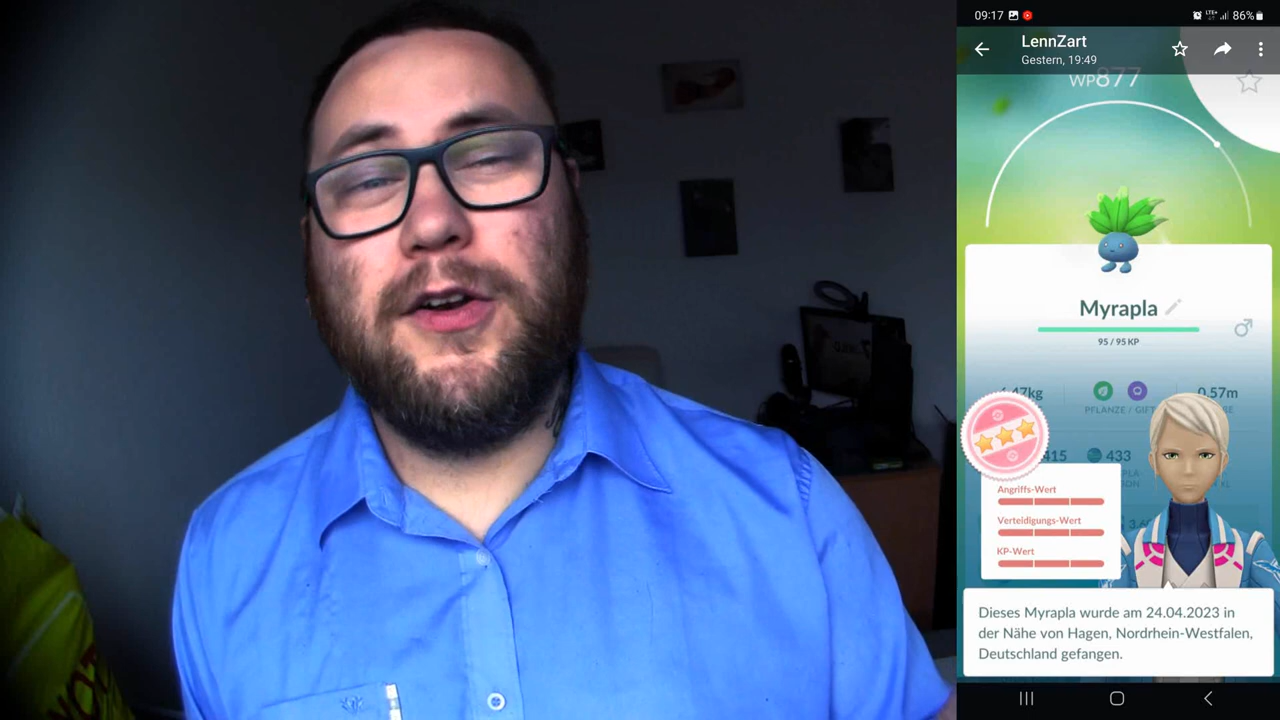 09:17
LTE+
86%
LennZart
Gestern, 19:49
WP877
Myrapla
95 / 95 KP
0.57m
PFLANZE / GIFT
415
433
Angriffs-Wert
Verteidigungs-Wert
KP-Wert
Dieses Myrapla wurde am 24.04.2023 in
der Nähe von Hagen, Nordrhein-Westfalen,
Deutschland gefangen.